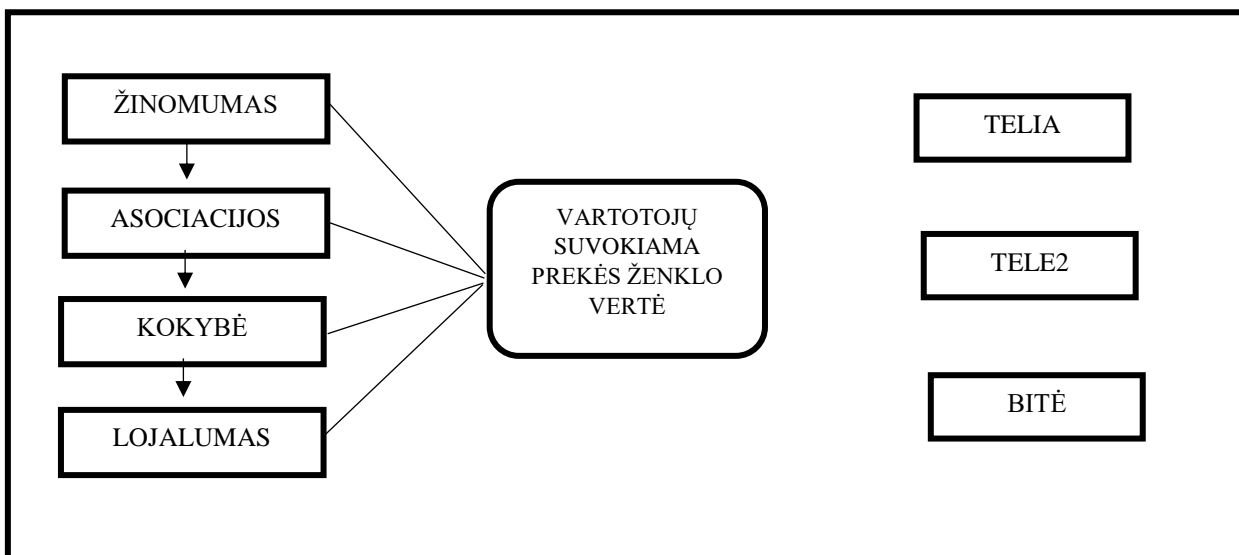 ŽINOMUMAS
ASOCIACIJOS
KOKYBĖ
LOJALUMAS
VARTOTOJŲ
SUVOKIAMA
PREKĖS ŽENKLO
VERTĖ
TELIA
TELE2
BITĖ